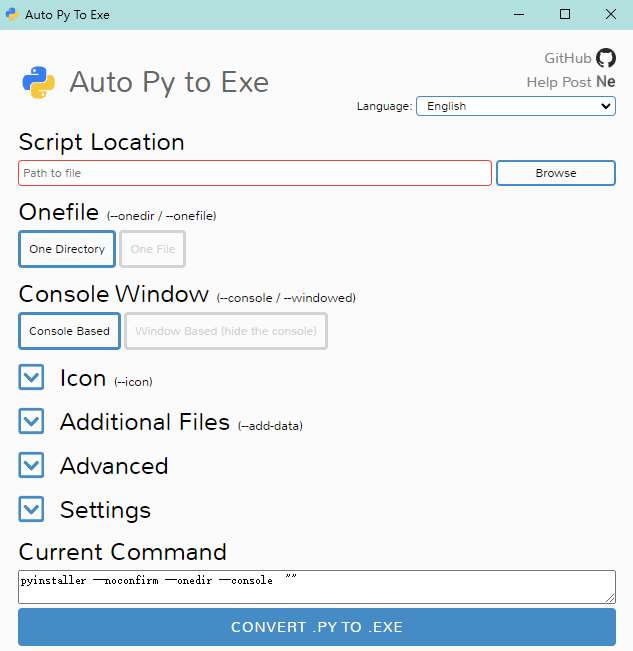 Auto Py To Exe
GitHub
Auto Py to Exe
Help Post Ne
Language: English
Script Location
Path to file Browse
Onefile (--onedir / --onefile)
One Directory One File
Console Window (--console / --windowed)
Console Based Window Based (hide the console)
Icon (--icon)
Additional Files (--add-data)
Advanced
Settings
Current Command
pyinstaller --noconfirm --onedir --console  ""
CONVERT .PY TO .EXE